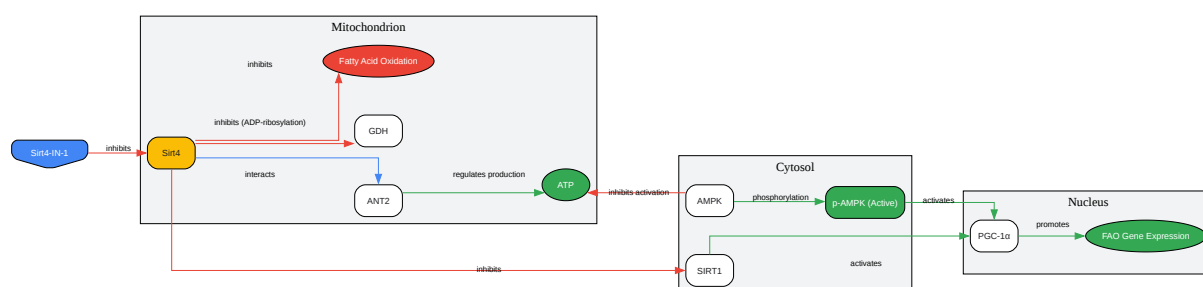 Mitochondrion
inhibits
Fatty Acid Oxidation
inhibits (ADP-ribosylation)
GDH
Sirt4-IN-1
inhibits
Sirt4
interacts
regulates production
ATP
ANT2
Cytosol
inhibits activation
AMPK
phosphorylation
p-AMPK (Active)
activates
Nucleus
PGC-1α
promotes
FAO Gene Expression
inhibits
SIRT1
activates